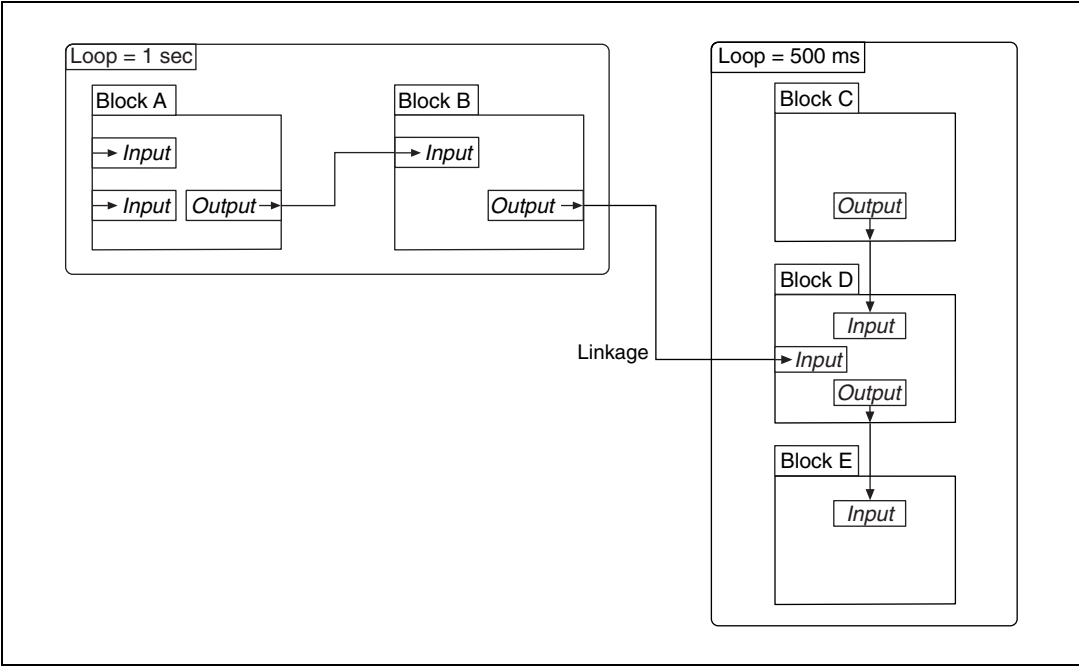 Loop = 1 sec
Block A
Input
Input
Output
Block B
Input
Output
Linkage
Loop = 500 ms
Block C
Output
Block D
Input
Input
Output
Block E
Input